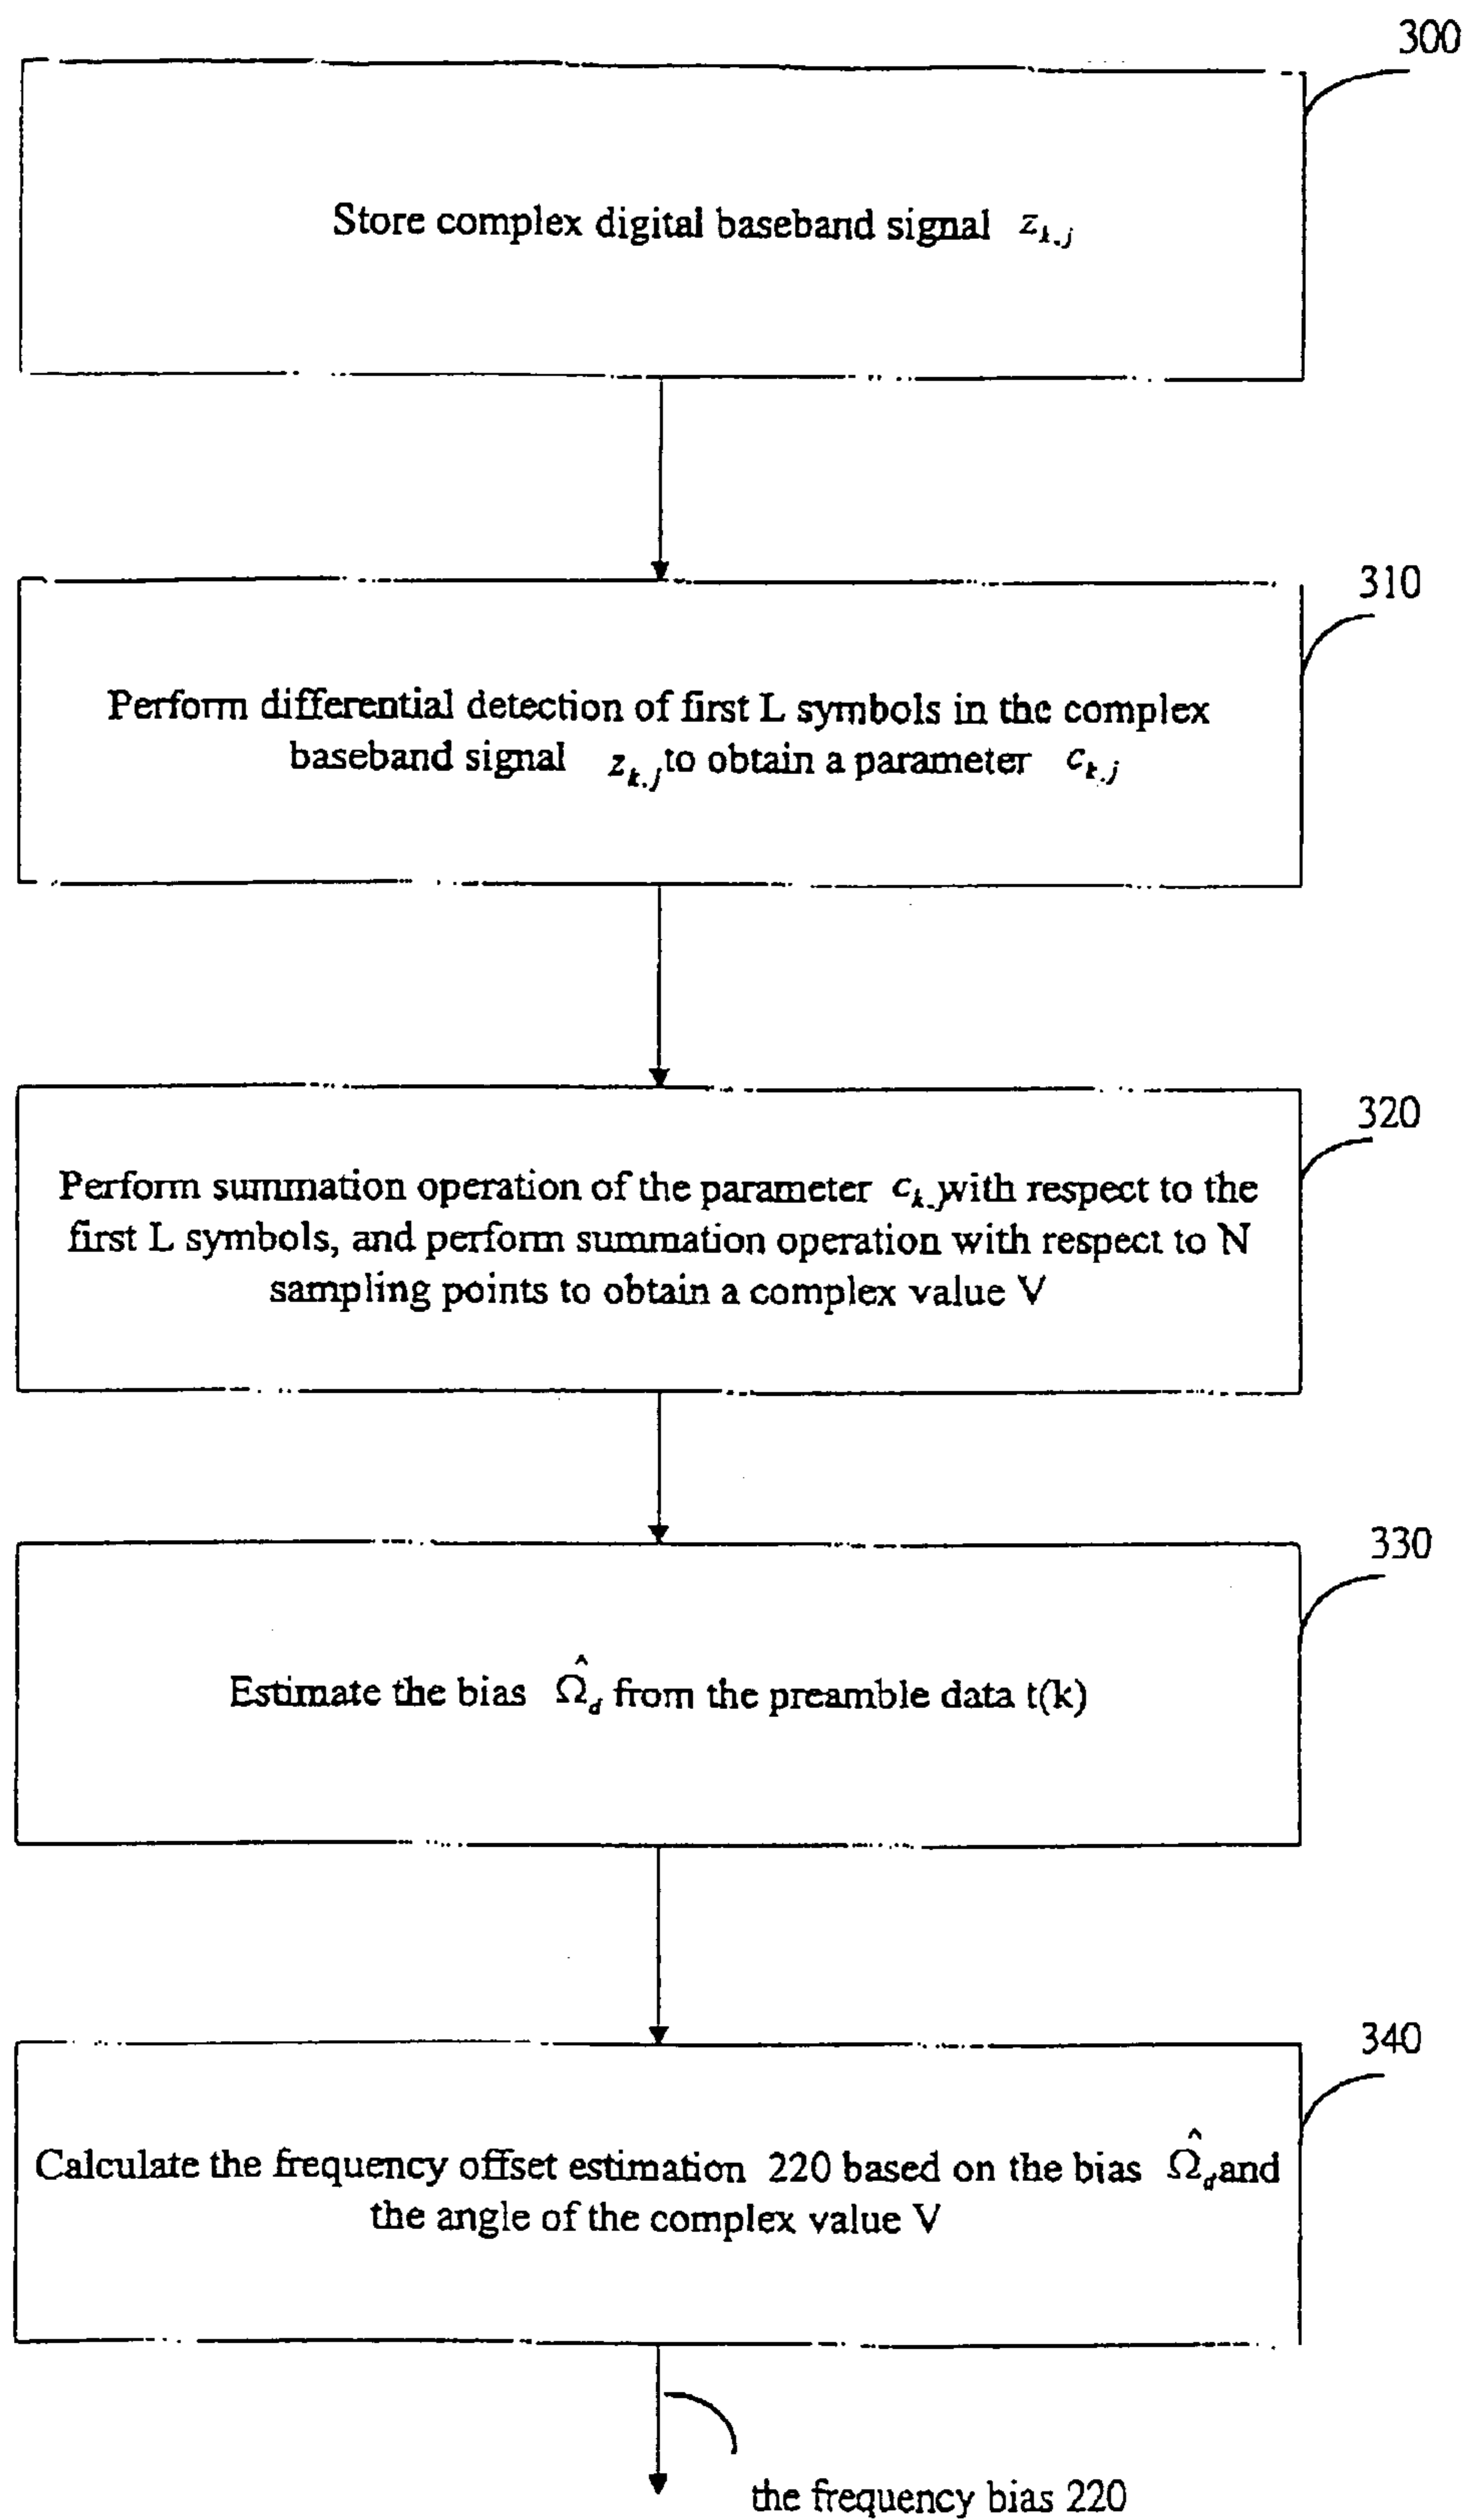 300
Store complex digital baseband signal z_{k,j}
310
Perform differential detection of first L symbols in the complex
baseband signal z_{k,j} to obtain a parameter c_{k,j}
320
Perform summation operation of the parameter c_{k,j} with respect to the
first L symbols, and perform summation operation with respect to N
sampling points to obtain a complex value V
330
Estimate the bias Ω̂_d from the preamble data t(k)
340
Calculate the frequency offset estimation 220 based on the bias Ω̂_d and
the angle of the complex value V
the frequency bias 220